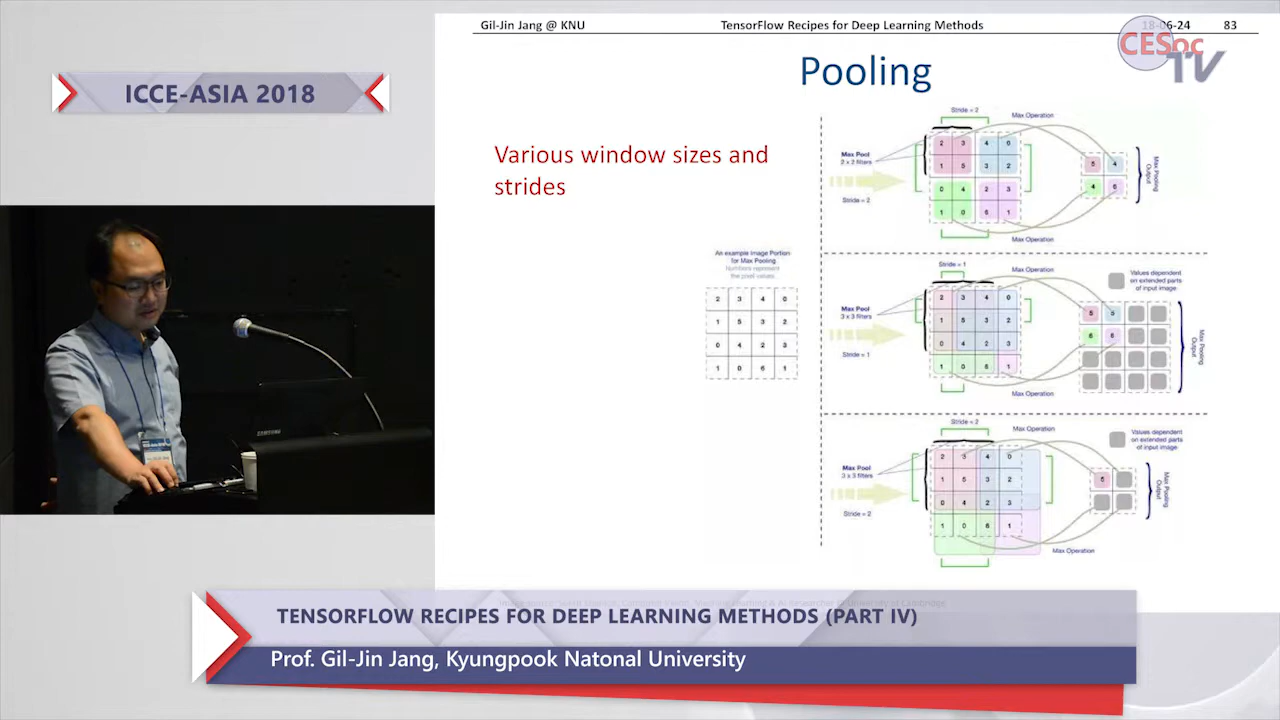 Gil-Jin Jang @ KNU
TensorFlow Recipes for Deep Learning Methods
18-06-24
83
CESoc
TV
ICCE-ASIA 2018
Pooling
Various window sizes and
strides
An example Image Portion
for Max Pooling
Numbers represent
the pixel values
2 3 4 0
1 5 3 2
0 4 2 3
1 0 6 1
Stride = 2
Max Operation
Max Pool
2 x 2 filters
Stride = 2
2 3 4 0
1 5 3 2
0 4 2 3
1 0 6 1
5 4
4 6
Max Pooling
Output
Max Operation
Stride = 1
Max Operation
Values dependent
on extended parts
of input image
Max Pool
3 x 3 filters
Stride = 1
2 3 4 0
1 5 3 2
0 4 2 3
1 0 6 1
5 5
6 6
Max Pooling
Output
Max Operation
Stride = 2
Max Operation
Values dependent
on extended parts
of input image
Max Pool
3 x 3 filters
Stride = 2
2 3 4 0
1 5 3 2
0 4 2 3
1 0 6 1
5
Max Pooling
Output
Max Operation
SAMSUNG
TENSORFLOW RECIPES FOR DEEP LEARNING METHODS (PART IV)
Prof. Gil-Jin Jang, Kyungpook Natonal University